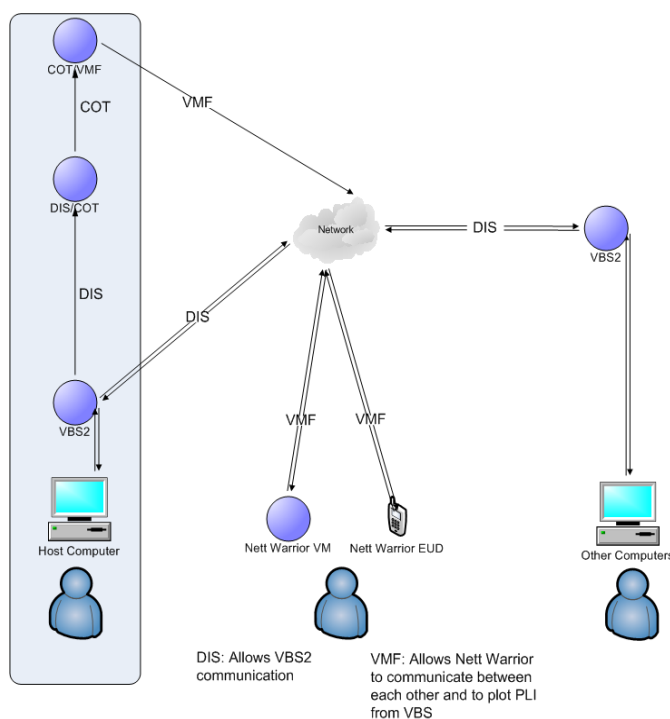 COT/VMF
COT
VMF
DIS/COT
Network
DIS
VBS2
DIS
DIS
VBS2
VMF
VMF
Host Computer
Nett Warrior VM
Nett Warrior EUD
Other Computers
DIS: Allows VBS2
communication
VMF: Allows Nett Warrior
to communicate between
each other and to plot PLI
from VBS